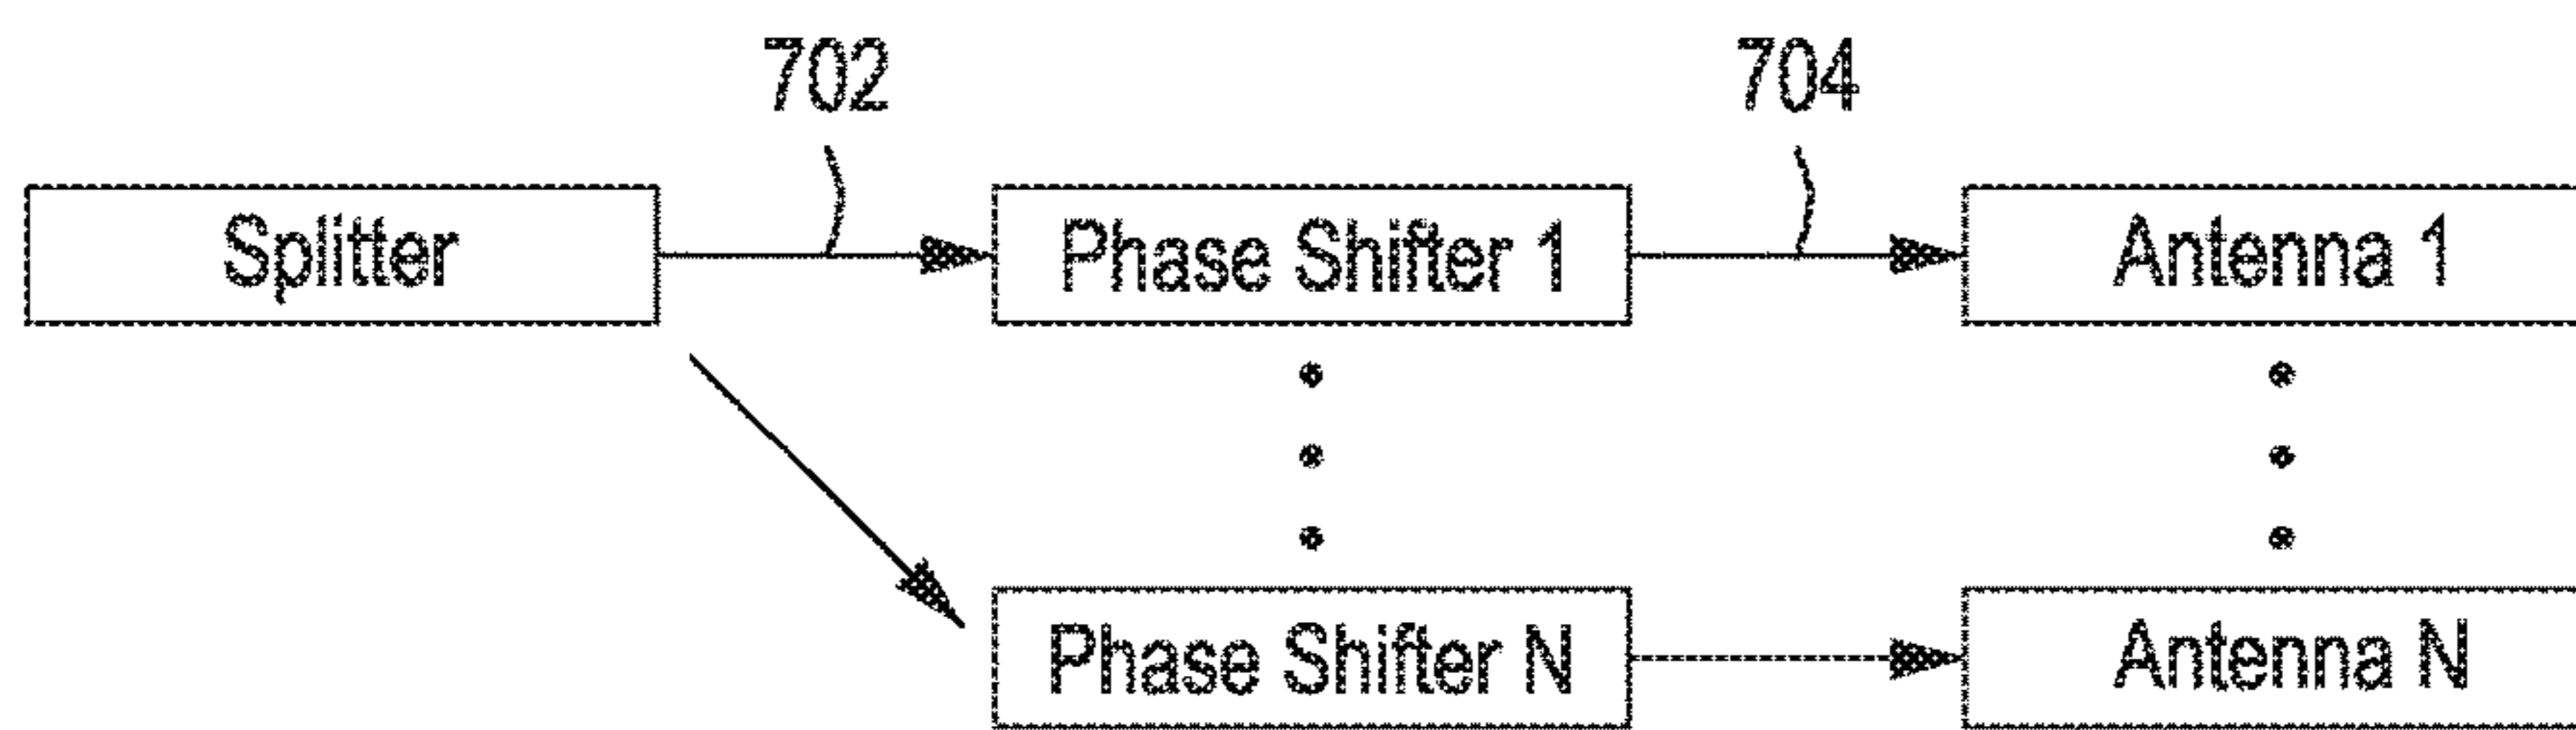 702
704
Splitter
Phase Shifter 1
Antenna 1
Phase Shifter N
Antenna N